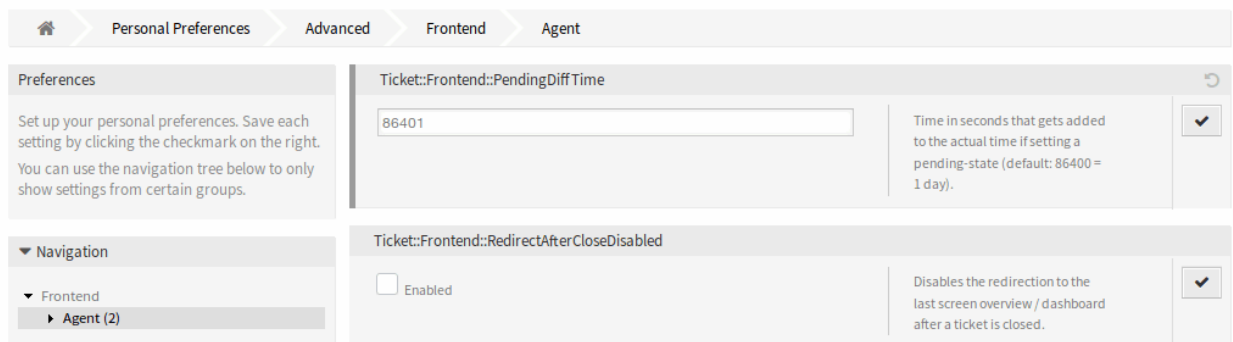 Personal Preferences Advanced Frontend Agent
Preferences
Set up your personal preferences. Save each
setting by clicking the checkmark on the right.
You can use the navigation tree below to only
show settings from certain groups.
Navigation
Frontend
Agent (2)
Ticket::Frontend::PendingDiffTime
86401
Time in seconds that gets added
to the actual time if setting a
pending-state (default: 86400 =
1 day).
Ticket::Frontend::RedirectAfterCloseDisabled
Enabled
Disables the redirection to the
last screen overview / dashboard
after a ticket is closed.